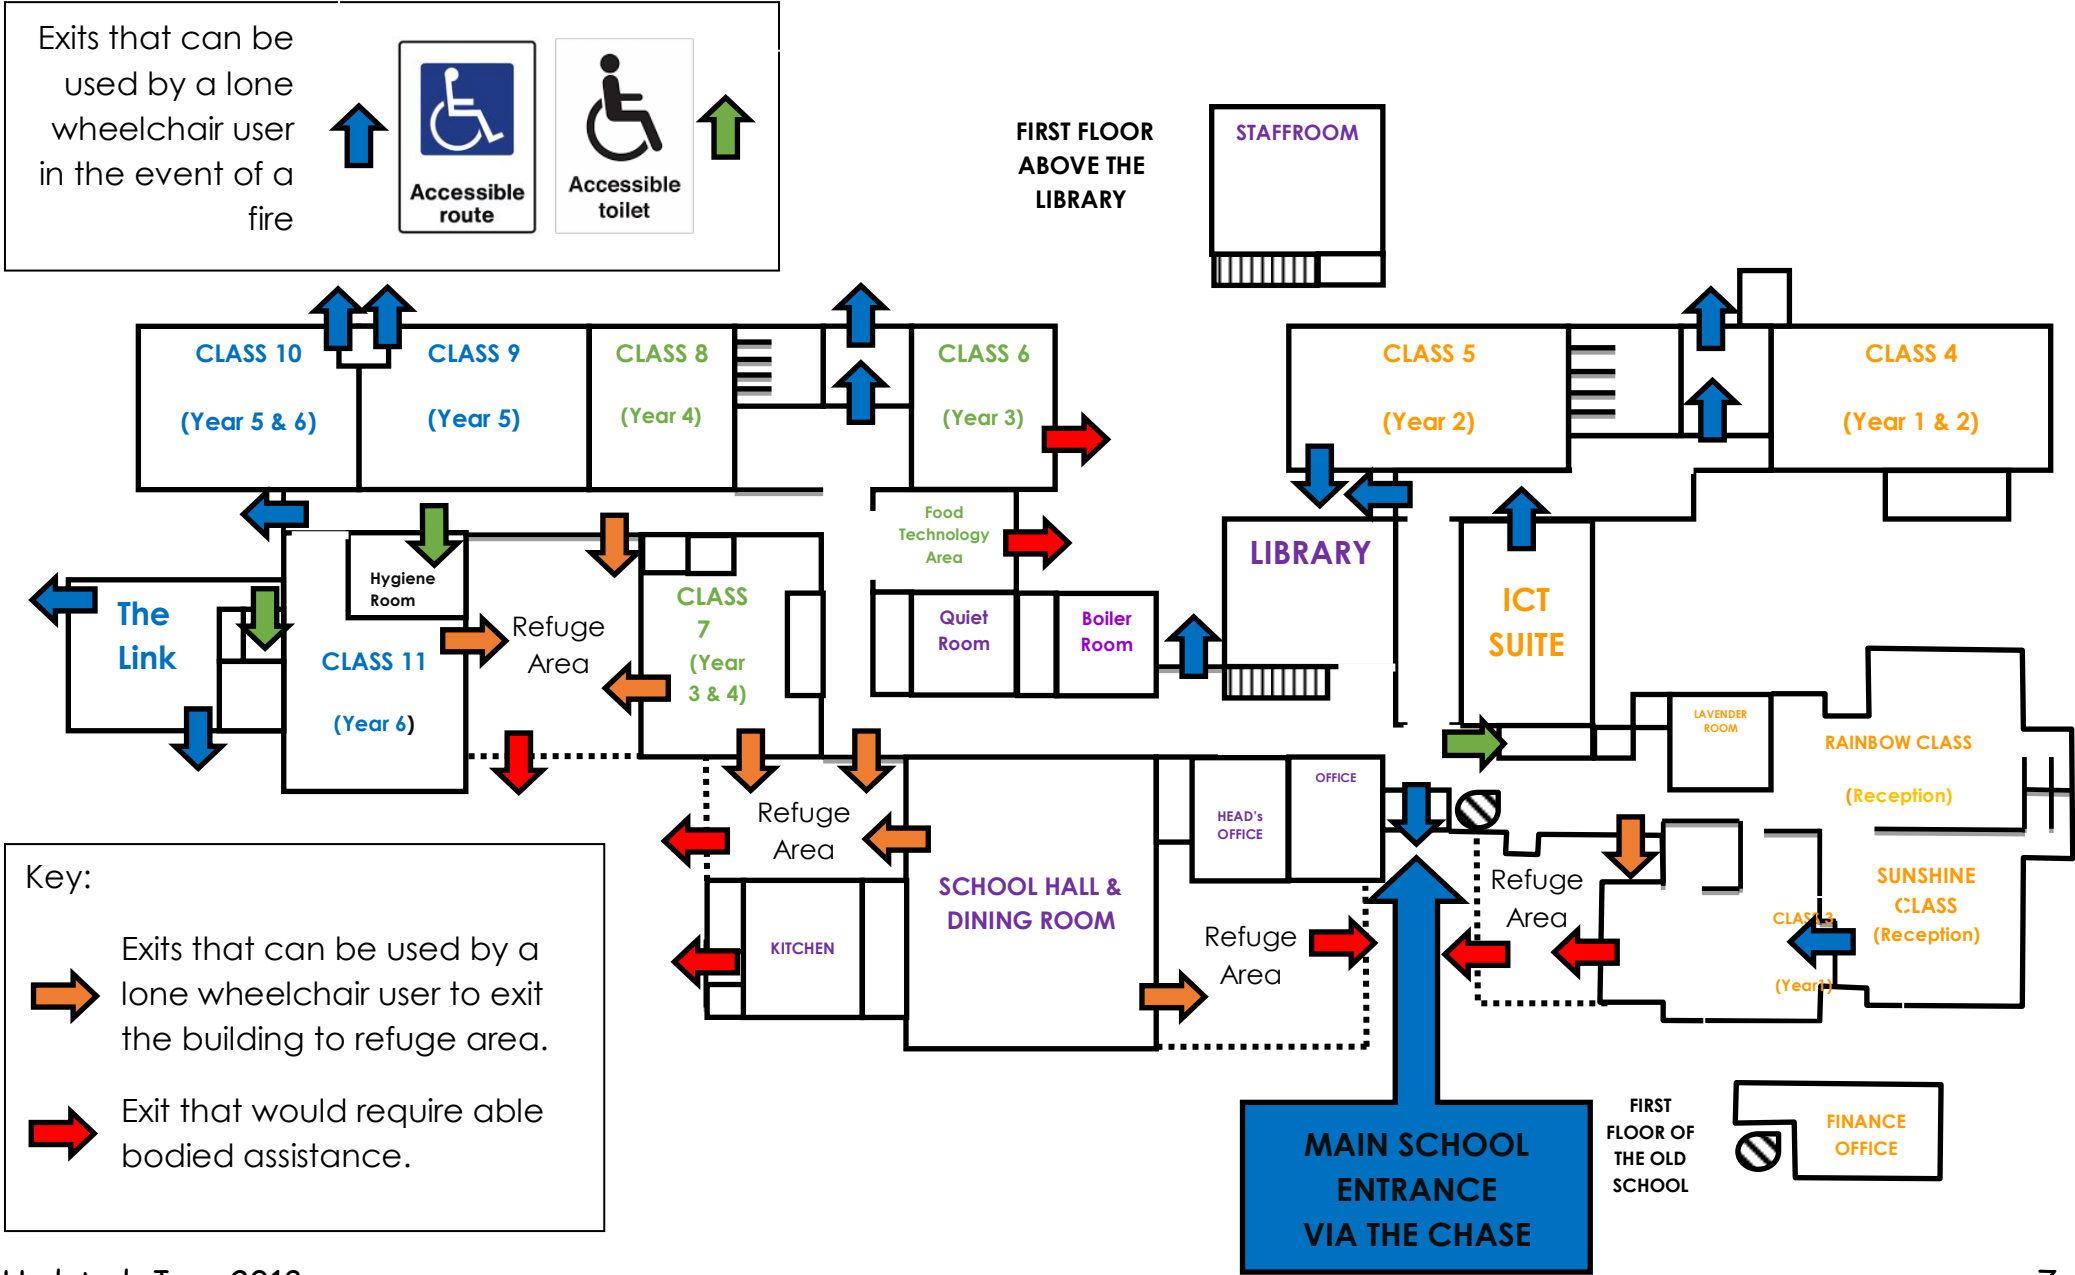 Exits that can be
used by a lone
wheelchair user
in the event of a
fire
Accessible
route
Accessible
toilet
FIRST FLOOR
ABOVE THE
LIBRARY
STAFFROOM
CLASS 10
(Year 5 & 6)
CLASS 9
(Year 5)
CLASS 8
(Year 4)
CLASS 6
(Year 3)
CLASS 5
(Year 2)
CLASS 4
(Year 1 & 2)
Food
Technology
Area
LIBRARY
Hygiene
Room
The
Link
CLASS 11
(Year 6)
Refuge
Area
CLASS
7
(Year
3 & 4)
Quiet
Room
Boiler
Room
ICT
SUITE
LAVENDER
ROOM
RAINBOW CLASS
(Reception)
Refuge
Area
HEAD's
OFFICE
OFFICE
SCHOOL HALL &
DINING ROOM
KITCHEN
Refuge
Area
Refuge
Area
CLASS 3
(Year1)
SUNSHINE
CLASS
(Reception)
Key:
Exits that can be used by a
lone wheelchair user to exit
the building to refuge area.
Exit that would require able
bodied assistance.
MAIN SCHOOL
ENTRANCE
VIA THE CHASE
FIRST
FLOOR OF
THE OLD
SCHOOL
FINANCE
OFFICE